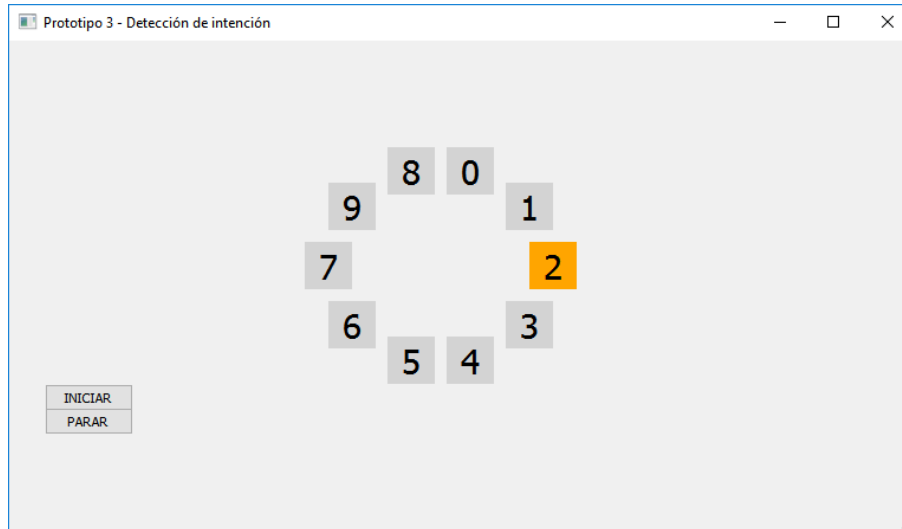 Prototipo 3 - Detección de intención
8 0
9 1
7 2
6 3
5 4
INICIAR
PARAR